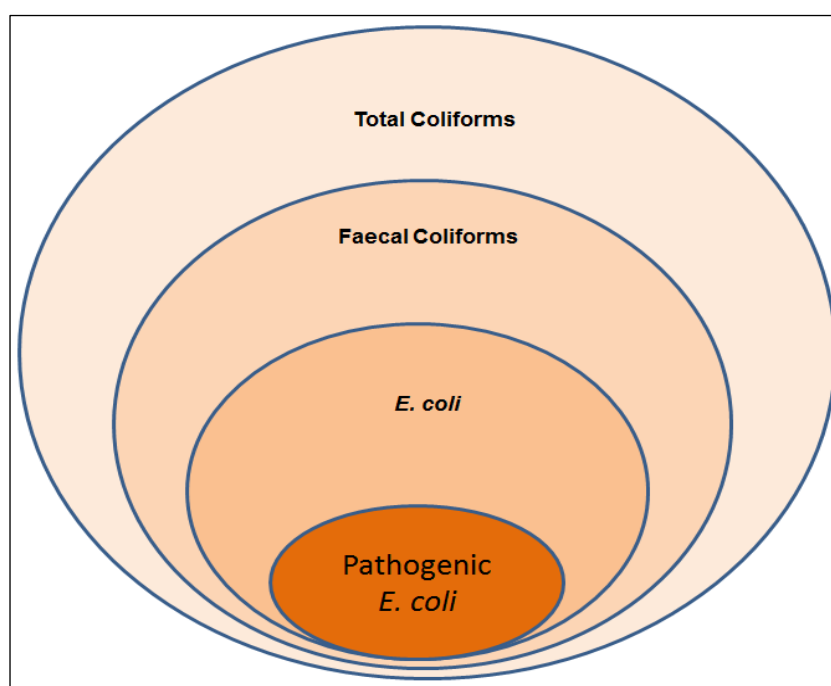 Total Coliforms
Faecal Coliforms
E. coli
Pathogenic
E. coli